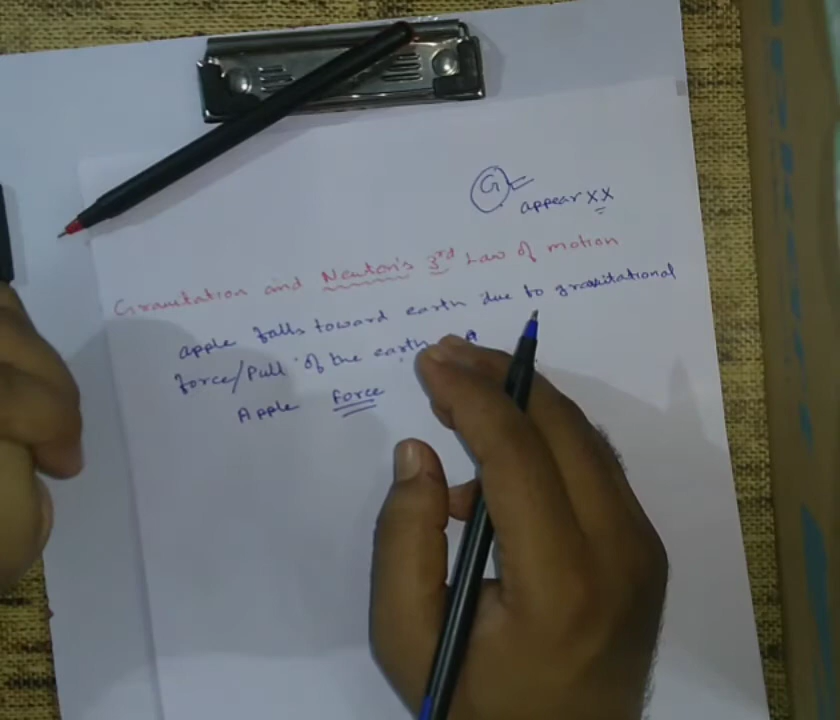 G
appear XX
Gravitation and Newton's 3rd Law of motion
apple falls toward earth due to gravitational
force/Pull of the earth
Apple force